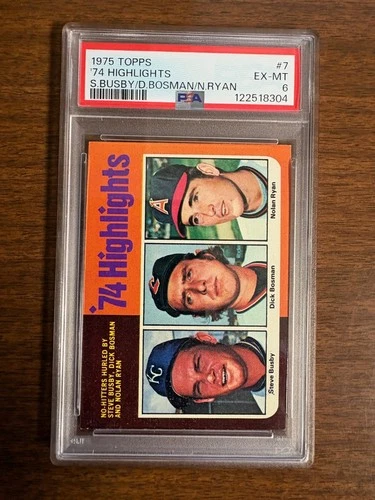 1975 TOPPS #7
'74 HIGHLIGHTS EX-MT
S.BUSBY/D.BOSMAN/N.RYAN 6
PSA 122518304
'74 Highlights
NO-HITTERS HURLED BY
STEVE BUSBY, DICK BOSMAN
AND NOLAN RYAN
Nolan Ryan
Dick Bosman
Steve Busby
A
C
KC